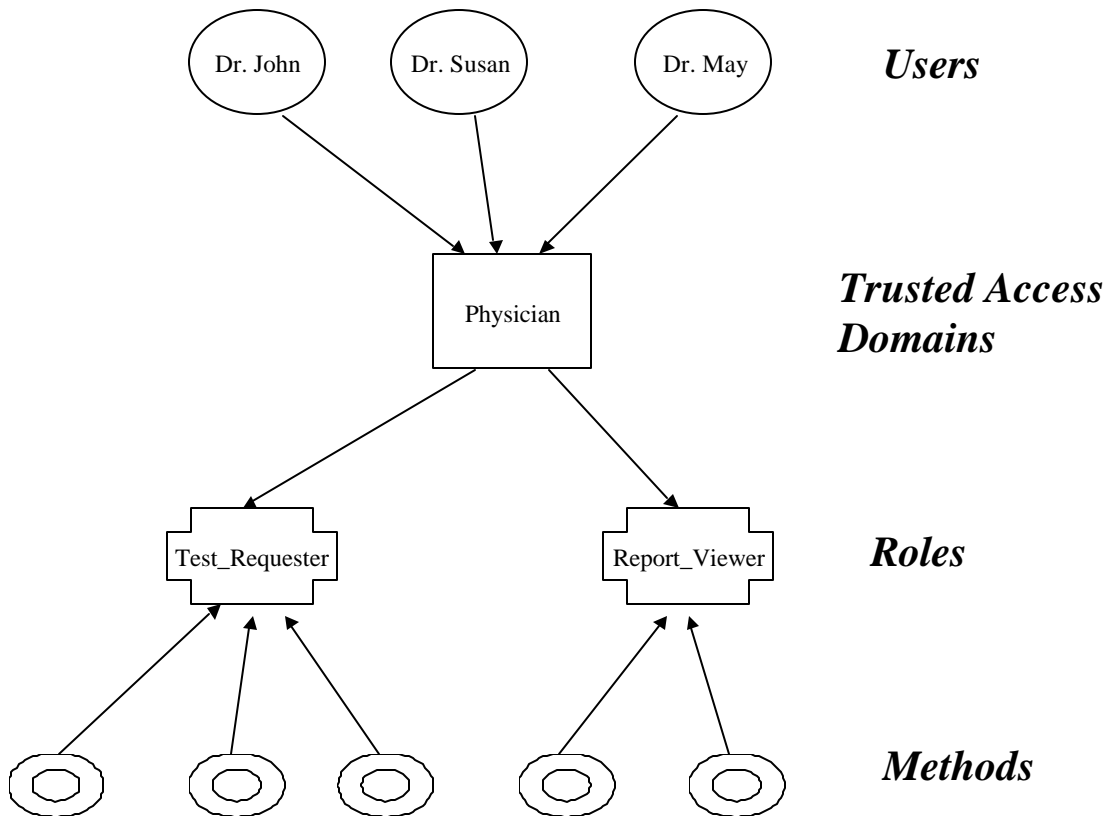 Dr. John
Dr. Susan
Dr. May
Users
Physician
Trusted Access
Domains
Test_Requester
Report_Viewer
Roles
Methods